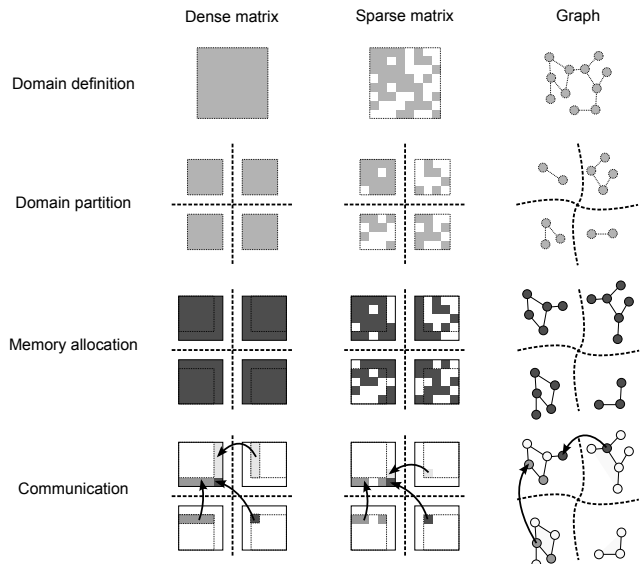 Dense matrix Sparse matrix Graph
Domain definition
Domain partition
Memory allocation
Communication